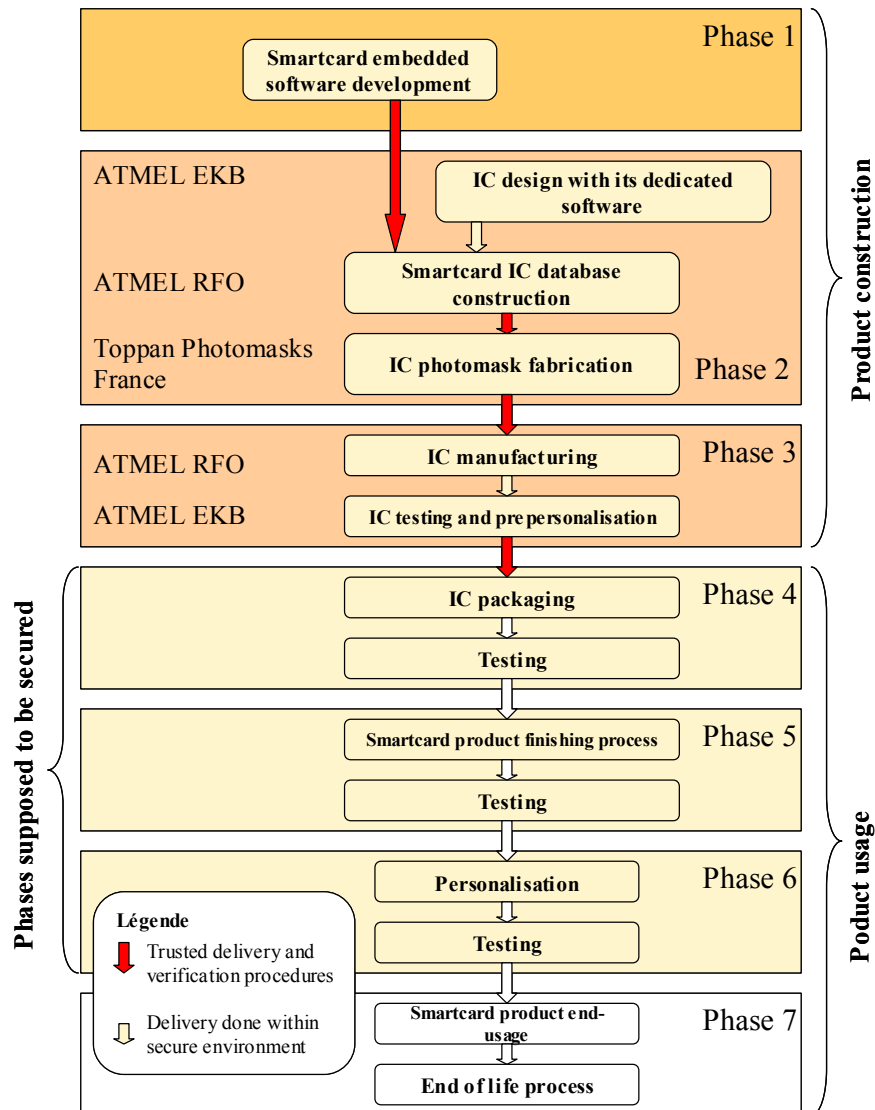 Phase 1
Smartcard embedded
software development
ATMEL EKB
IC design with its dedicated
software
ATMEL RFO
Smartcard IC database
construction
Toppan Photomasks
France
IC photomask fabrication
Phase 2
Product construction
Phase 3
ATMEL RFO
IC manufacturing
ATMEL EKB
IC testing and prepersonalisation
Phase 4
IC packaging
Testing
Phase 5
Smartcard product finishing process
Testing
Phases supposed to be secured
Phase 6
Personalisation
Testing
Poduct usage
Légende
Trusted delivery and
verification procedures
Delivery done within
secure environment
Phase 7
Smartcard product end-
usage
End of life process